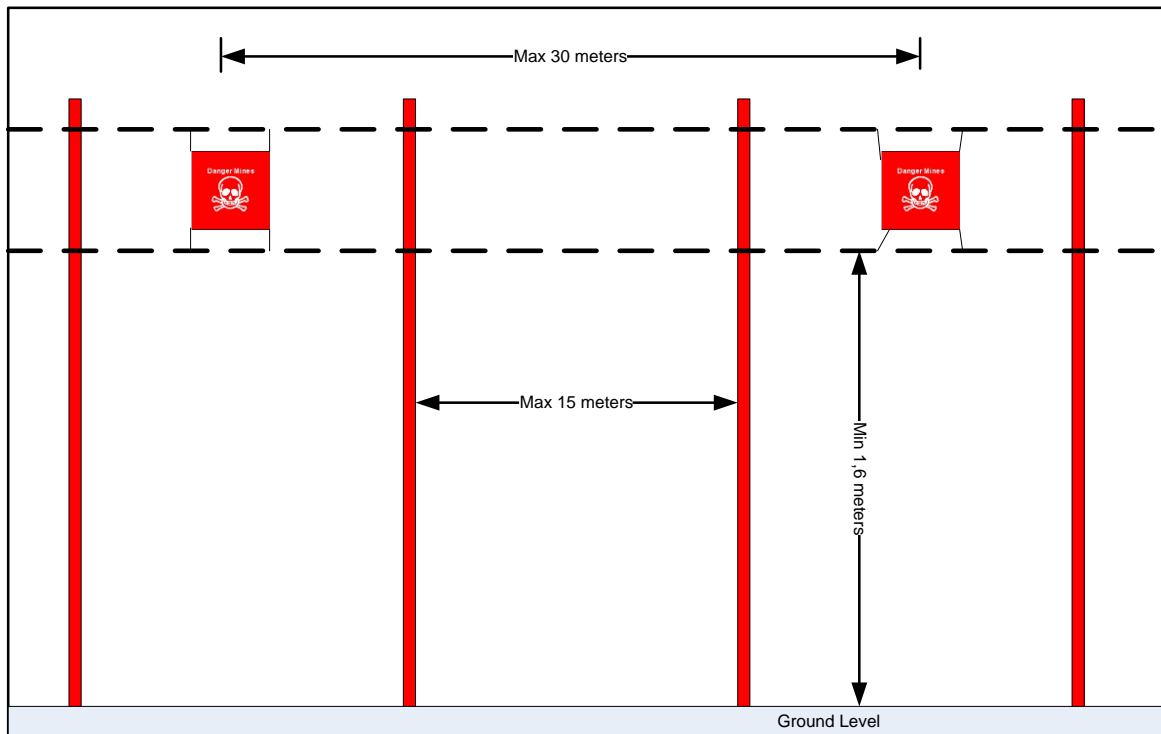 Max 30 meters
Danger Mines
Danger Mines
Max 15 meters
Min 1,6 meters
Ground Level